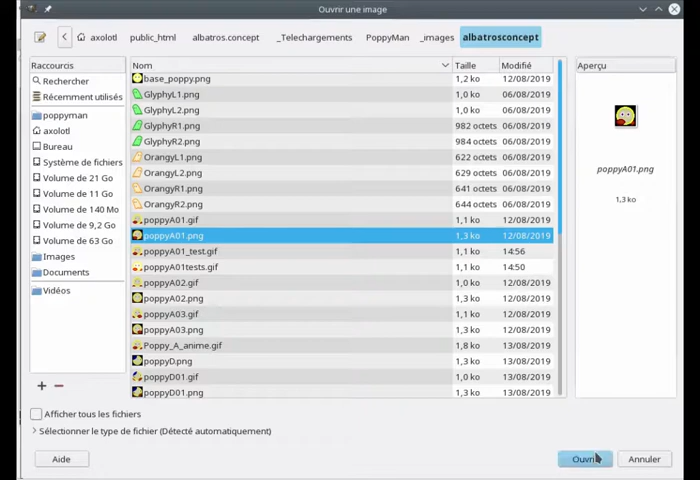 Ouvrir une image
axolotl public_html albatros.concept _Telechargements PoppyMan _images albatrosconcept
Raccourcis
Rechercher
Récemment utilisés
poppyman
axolotl
Bureau
Système de fichiers
Volume de 21 Go
Volume de 11 Go
Volume de 140 Mo
Volume de 9,2 Go
Volume de 63 Go
Images
Documents
Vidéos
Nom Taille Modifié
base_poppy.png 1,2 ko 12/08/2019
GlyphyL1.png 1,0 ko 06/08/2019
GlyphyL2.png 1,0 ko 06/08/2019
GlyphyR1.png 982 octets 06/08/2019
GlyphyR2.png 984 octets 06/08/2019
OrangyL1.png 622 octets 06/08/2019
OrangyL2.png 629 octets 06/08/2019
OrangyR1.png 641 octets 06/08/2019
OrangyR2.png 644 octets 06/08/2019
poppyA01.gif 1,1 ko 12/08/2019
poppyA01.png 1,3 ko 12/08/2019
poppyA01_test.gif 1,1 ko 14:56
poppyA01tests.gif 1,1 ko 14:50
poppyA02.gif 1,0 ko 12/08/2019
poppyA02.png 1,3 ko 12/08/2019
poppyA03.gif 1,1 ko 12/08/2019
poppyA03.png 1,3 ko 12/08/2019
Poppy_A_anime.gif 1,8 ko 13/08/2019
poppyD.png 1,3 ko 13/08/2019
poppyD01.gif 1,0 ko 13/08/2019
poppyD01.png 1,3 ko 13/08/2019
Aperçu
poppyA01.png
1,3 ko
Afficher tous les fichiers
Sélectionner le type de fichier (Détecté automatiquement)
Aide Ouvrir Annuler